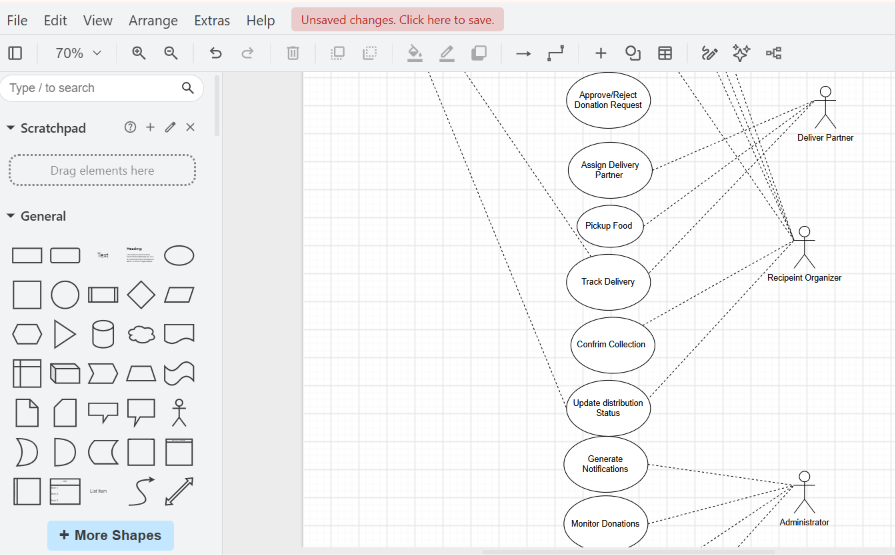 File Edit View Arrange Extras Help Unsaved changes. Click here to save.
70%
Type / to search
Scratchpad
Drag elements here
General
Text
Heading
List Item
+ More Shapes
Approve/Reject
Donation Request
Deliver Partner
Assign Delivery
Partner
Pickup Food
Recipeint Organizer
Track Delivery
Confrim Collection
Update distribution
Status
Generate
Notifications
Monitor Donations
Administrator